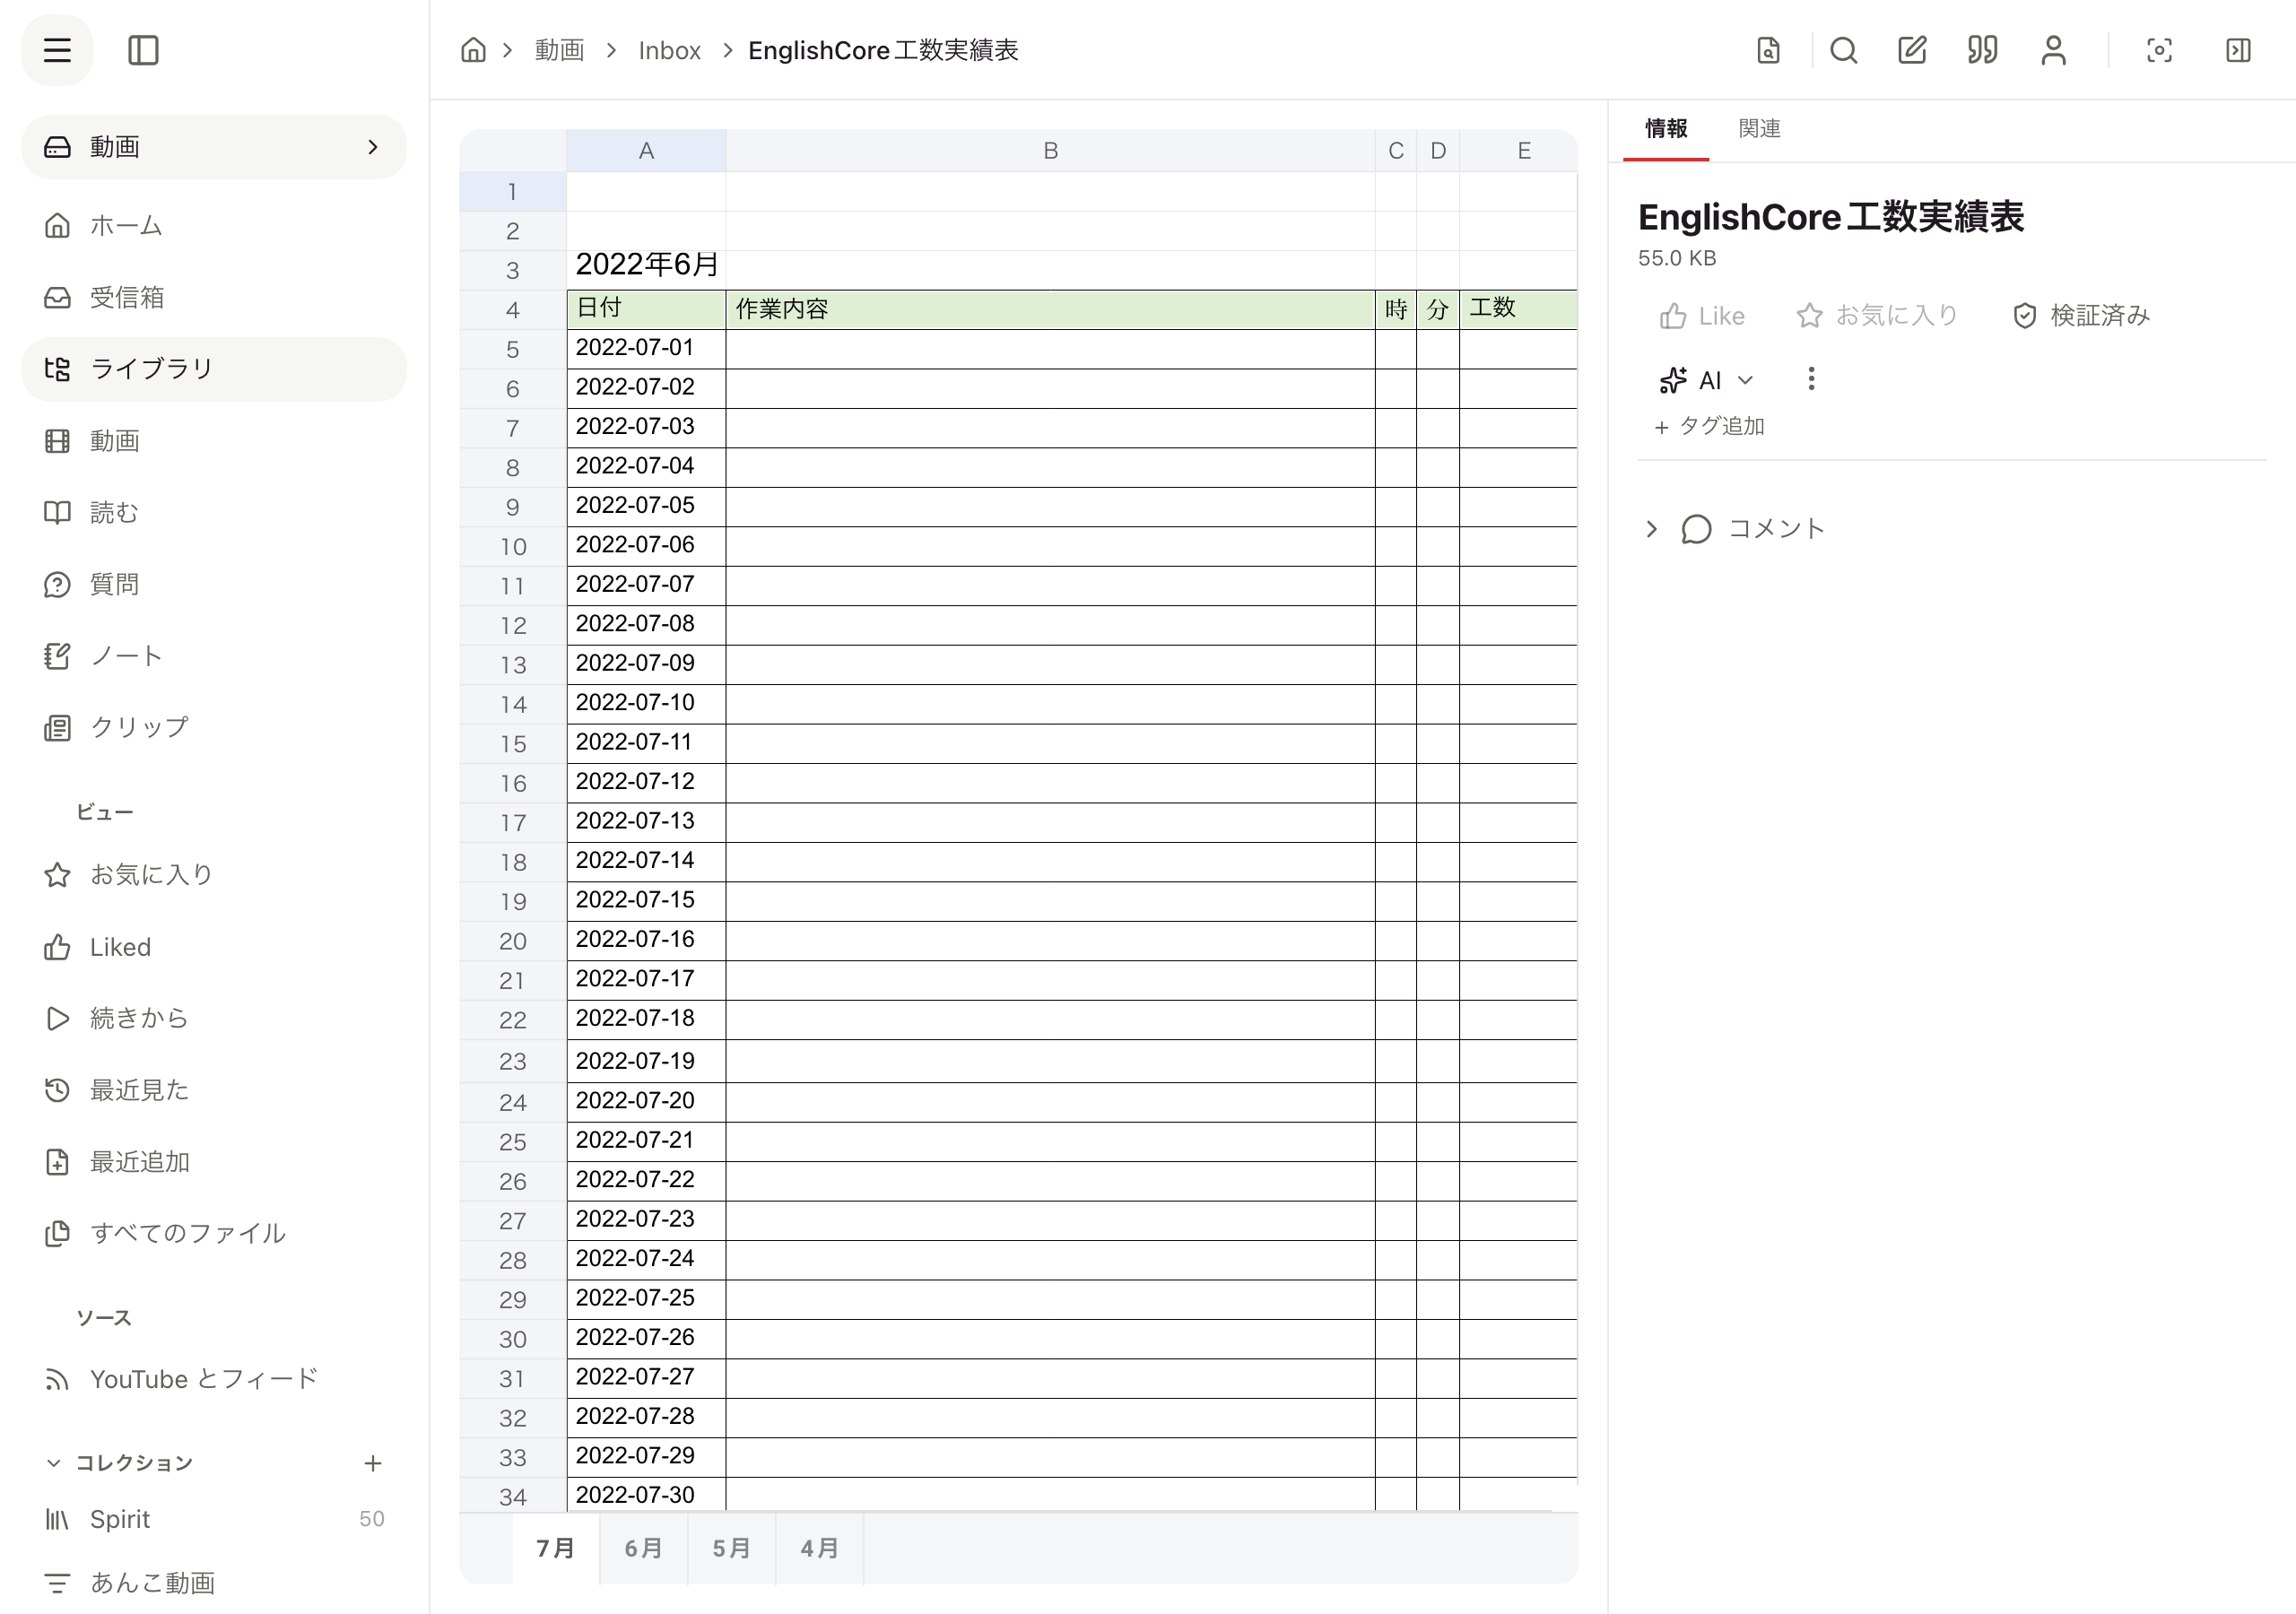 動画 Inbox EnglishCore工数実績表
動画
ホーム
受信箱
ライブラリ
動画
読む
質問
ノート
クリップ
ビュー
お気に入り
Liked
続きから
最近見た
最近追加
すべてのファイル
ソース
YouTube とフィード
コレクション
Spirit 50
あんこ動画
A B C D E
1
2
3 2022年6月
4 日付 作業内容 時 分 工数
5 2022-07-01
6 2022-07-02
7 2022-07-03
8 2022-07-04
9 2022-07-05
10 2022-07-06
11 2022-07-07
12 2022-07-08
13 2022-07-09
14 2022-07-10
15 2022-07-11
16 2022-07-12
17 2022-07-13
18 2022-07-14
19 2022-07-15
20 2022-07-16
21 2022-07-17
22 2022-07-18
23 2022-07-19
24 2022-07-20
25 2022-07-21
26 2022-07-22
27 2022-07-23
28 2022-07-24
29 2022-07-25
30 2022-07-26
31 2022-07-27
32 2022-07-28
33 2022-07-29
34 2022-07-30
7月 6月 5月 4月
情報 関連
EnglishCore工数実績表
55.0 KB
Like お気に入り 検証済み
AI
+ タグ追加
コメント